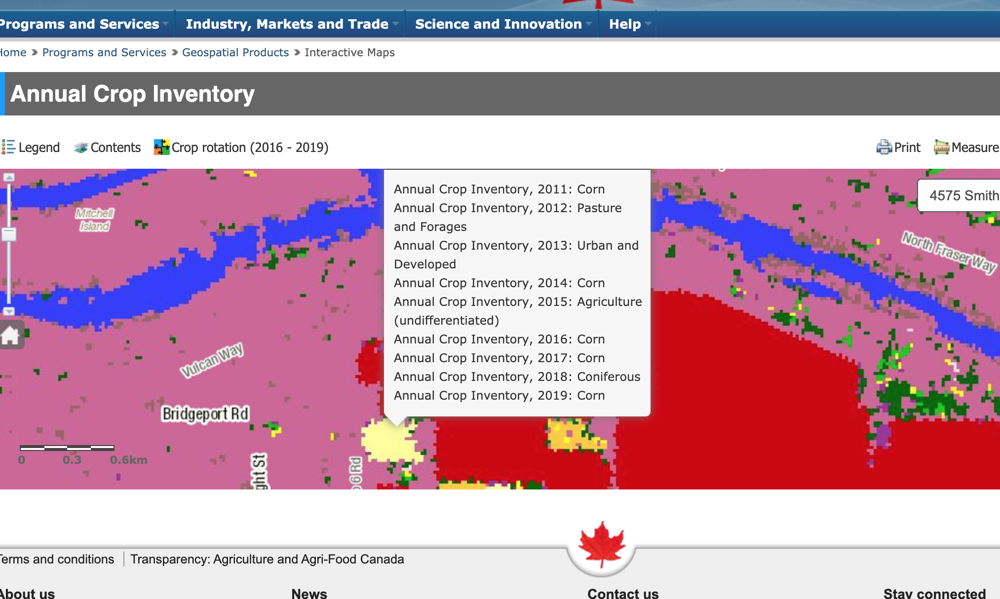 Programs and Services
Industry, Markets and Trade
Science and Innovation
Help
Home
Programs and Services
Geospatial Products
Interactive Maps
Annual Crop Inventory
Legend
Contents
Crop rotation (2016 - 2019)
Print
Measure
4575 Smith
Mitchell
Island
North Fraser Way
Vulcan Way
Bridgeport Rd
ght St
6 Rd
0
0.3
0.6km
Annual Crop Inventory, 2011: Corn
Annual Crop Inventory, 2012: Pasture
and Forages
Annual Crop Inventory, 2013: Urban and
Developed
Annual Crop Inventory, 2014: Corn
Annual Crop Inventory, 2015: Agriculture
(undifferentiated)
Annual Crop Inventory, 2016: Corn
Annual Crop Inventory, 2017: Corn
Annual Crop Inventory, 2018: Coniferous
Annual Crop Inventory, 2019: Corn
Terms and conditions
Transparency: Agriculture and Agri-Food Canada
About us
News
Contact us
Stay connected